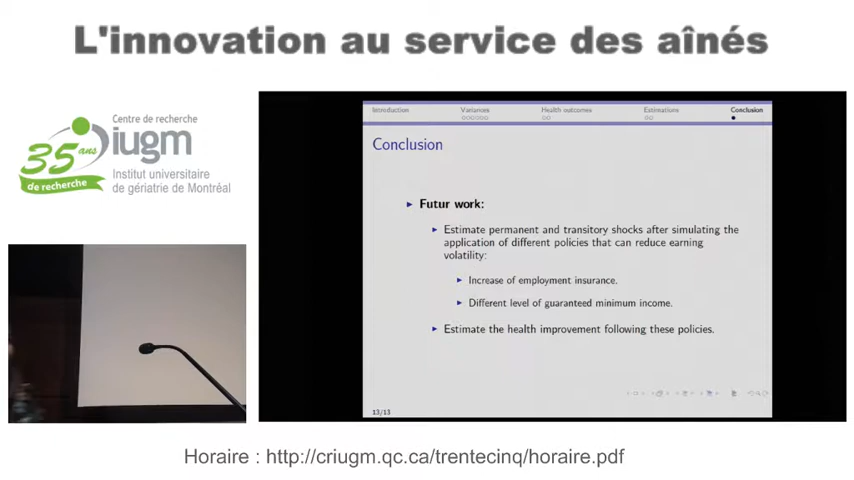 L'innovation au service des aînés
Centre de recherche
iugm
35 ans
de recherche
Institut universitaire
de gériatrie de Montréal
Introduction
Variances
Health outcomes
Estimations
Conclusion
Conclusion
Futur work:
Estimate permanent and transitory shocks after simulating the
application of different policies that can reduce earning
volatility:
Increase of employment insurance.
Different level of guaranteed minimum income.
Estimate the health improvement following these policies.
13/13
Horaire : http://criugm.qc.ca/trentecinq/horaire.pdf